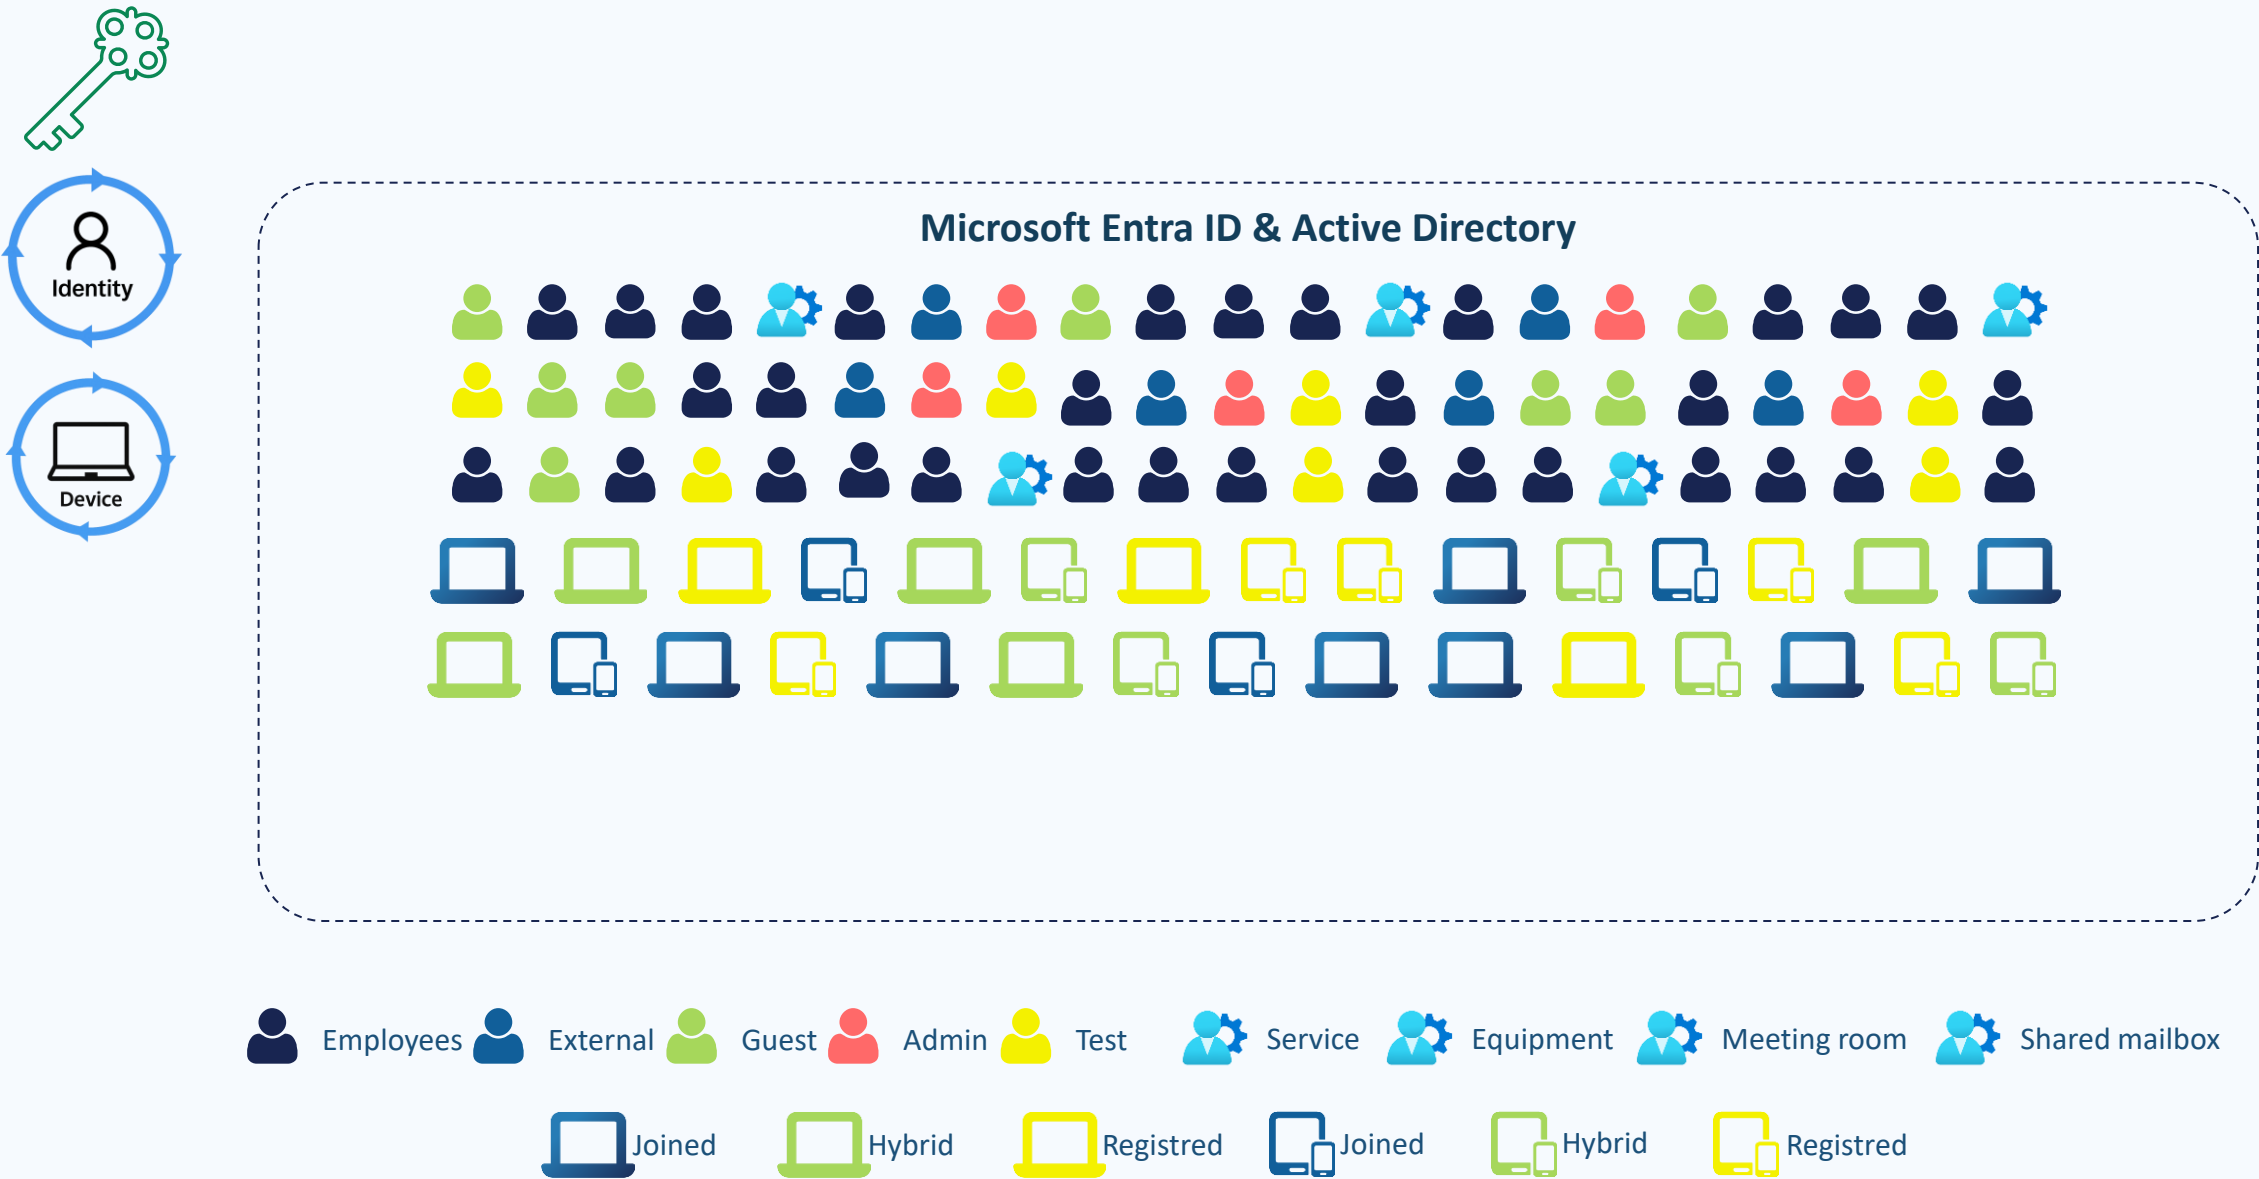 Identity
Device
Microsoft Entra ID & Active Directory
Employees External Guest Admin Test Service Equipment Meeting room Shared mailbox
Joined Hybrid Registred Joined Hybrid Registred